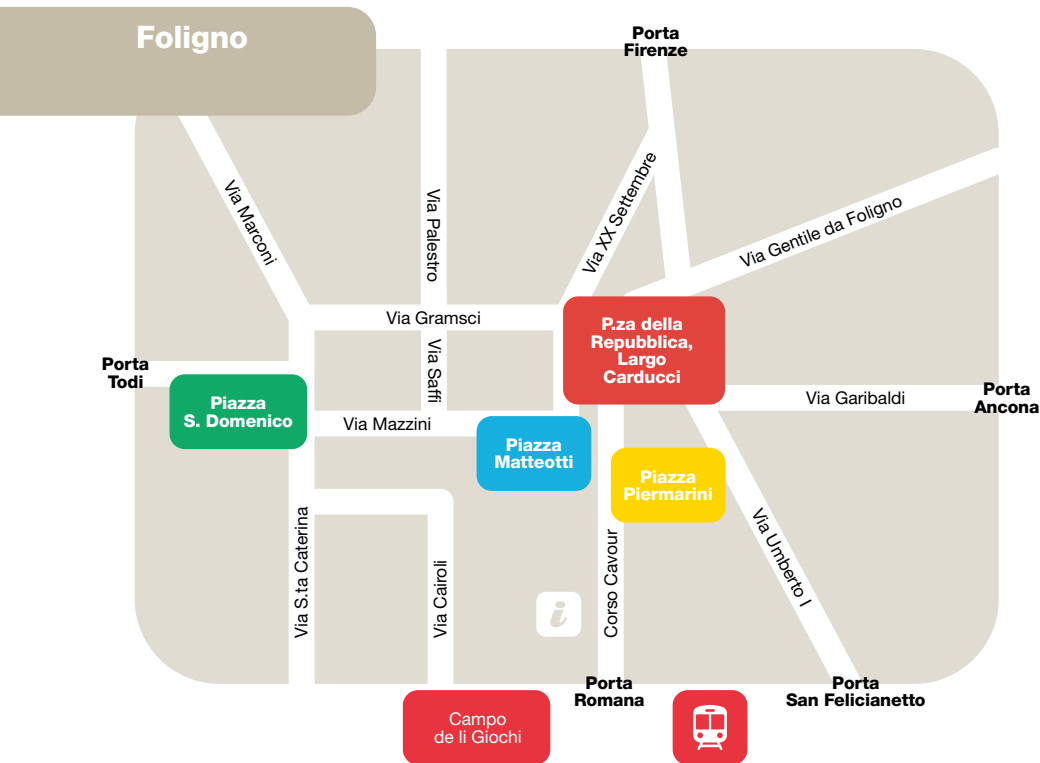 Foligno
Porta
Firenze
Via Marconi
Via Palestro
Via XX Settembre
Via Gentile da Foligno
Via Gramsci
P.za della
Repubblica,
Largo
Carducci
Via Saffi
Porta
Todi
Piazza
S. Domenico
Via Mazzini
Via Garibaldi
Porta
Ancona
Piazza
Matteotti
Piazza
Piermarini
Via S.ta Caterina
Via Cairoli
i
Corso Cavour
Via Umberto I
Porta
Romana
Porta
San Felicianetto
Campo
de li Giochi